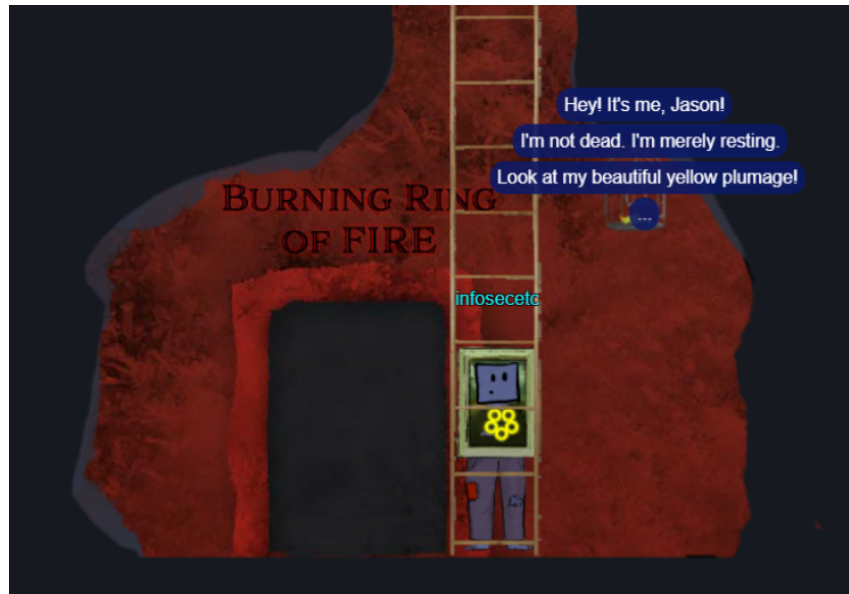 Hey! It's me, Jason!
I'm not dead. I'm merely resting.
Look at my beautiful yellow plumage!
BURNING RING
OF FIRE
...
infosecetc